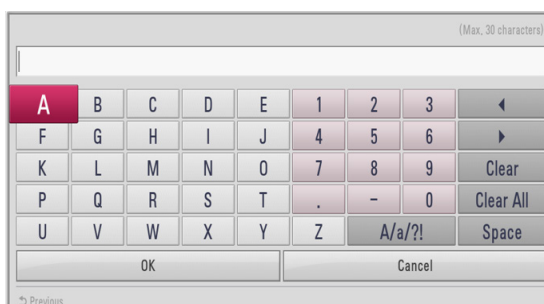 (Max. 30 characters)
A B C D E 1 2 3 ◀
F G H I J 4 5 6 ▶
K L M N O 7 8 9 Clear
P Q R S T . - 0 Clear All
U V W X Y Z A/a/?! Space
OK Cancel
Previous